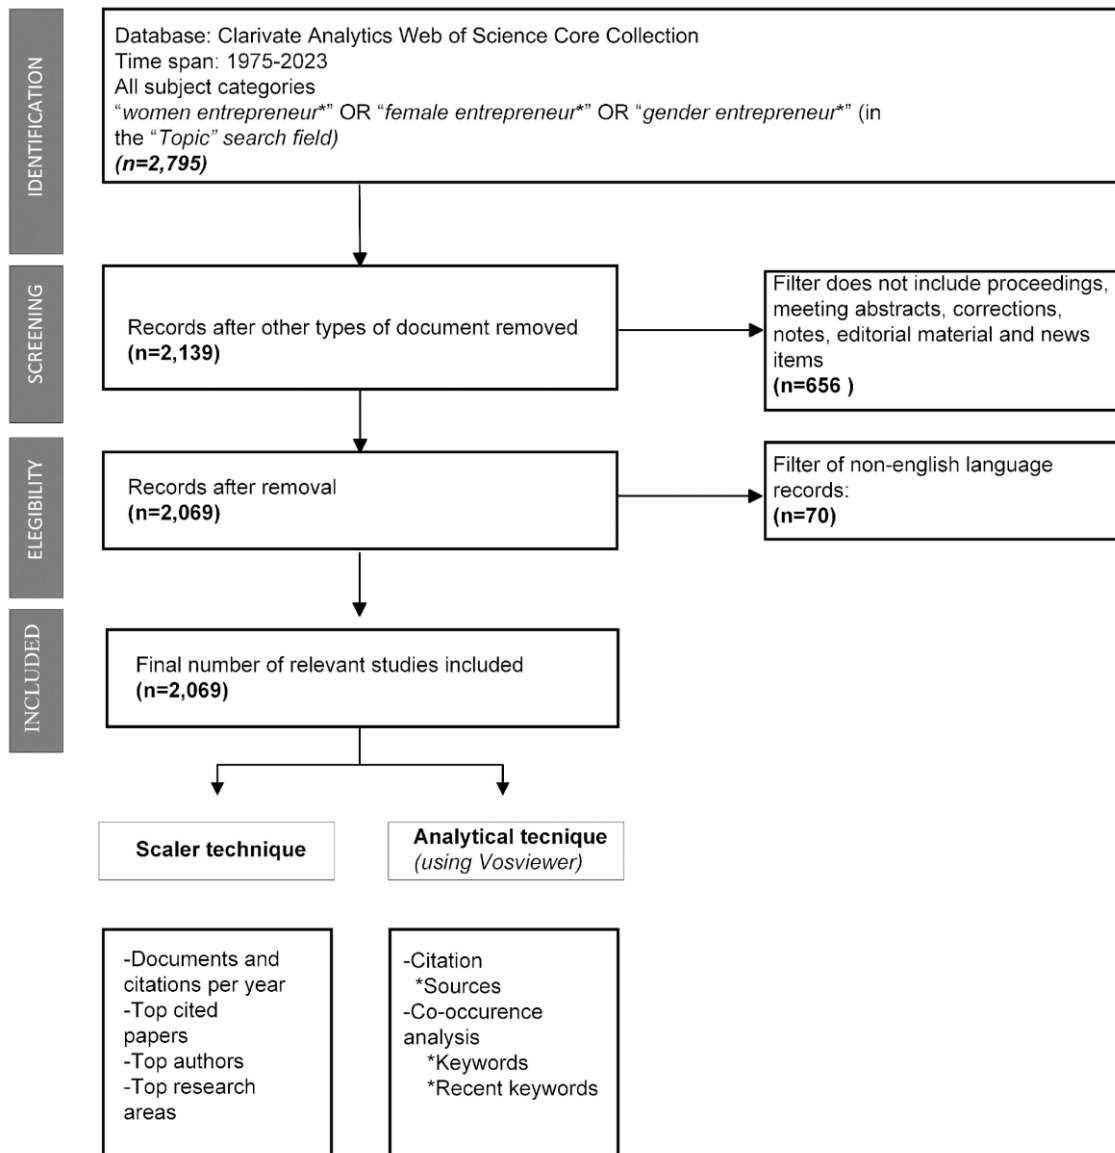 IDENTIFICATION
Database: Clarivate Analytics Web of Science Core Collection
Time span: 1975-2023
All subject categories
“women entrepreneur*” OR “female entrepreneur*” OR “gender entrepreneur*” (in
the “Topic” search field)
(n=2,795)
SCREENING
Records after other types of document removed
(n=2,139)
Filter does not include proceedings,
meeting abstracts, corrections,
notes, editorial material and news
items
(n=656 )
ELEGIBILITY
Records after removal
(n=2,069)
Filter of non-english language
records:
(n=70)
INCLUDED
Final number of relevant studies included
(n=2,069)
Scaler technique
Analytical tecnique
(using Vosviewer)
-Documents and
citations per year
-Top cited
papers
-Top authors
-Top research
areas
-Citation
*Sources
-Co-occurence
analysis
*Keywords
*Recent keywords